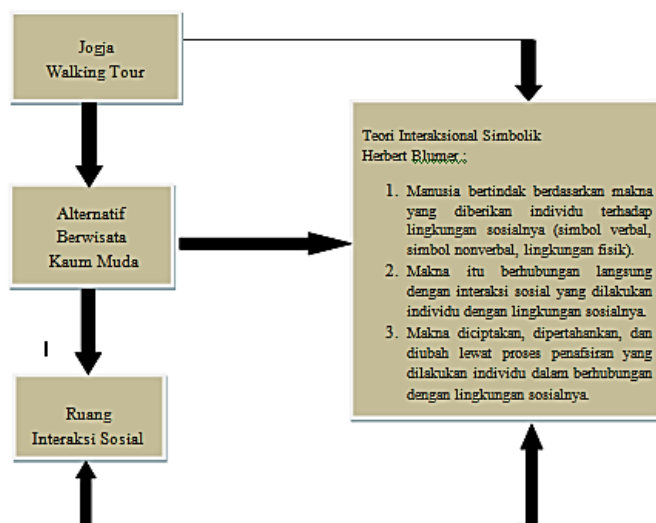 Jogja
Walking Tour
Alternatif
Berwisata
Kaum Muda
Ruang
Interaksi Sosial
Teori Interaksional Simbolik
Herbert Blumer :
1. Manusia bertindak berdasarkan makna
yang diberikan individu terhadap
lingkungan sosialnya (simbol verbal,
simbol nonverbal, lingkungan fisik).
2. Makna itu berhubungan langsung
dengan interaksi sosial yang dilakukan
individu dengan lingkungan sosialnya.
3. Makna diciptakan, dipertahankan, dan
diubah lewat proses penafsiran yang
dilakukan individu dalam berhubungan
dengan lingkungan sosialnya.